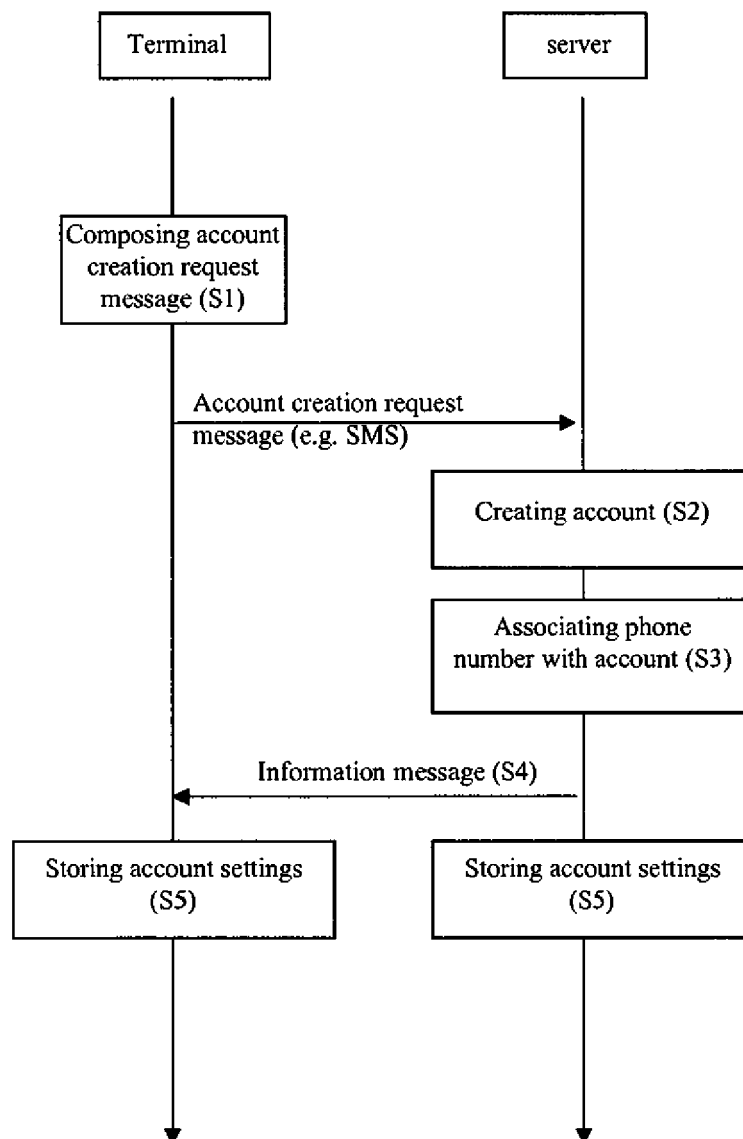 Terminal
server
Composing account
creation request
message (S1)
Account creation request
message (e.g. SMS)
Creating account (S2)
Associating phone
number with account (S3)
Information message (S4)
Storing account settings
(S5)
Storing account settings
(S5)